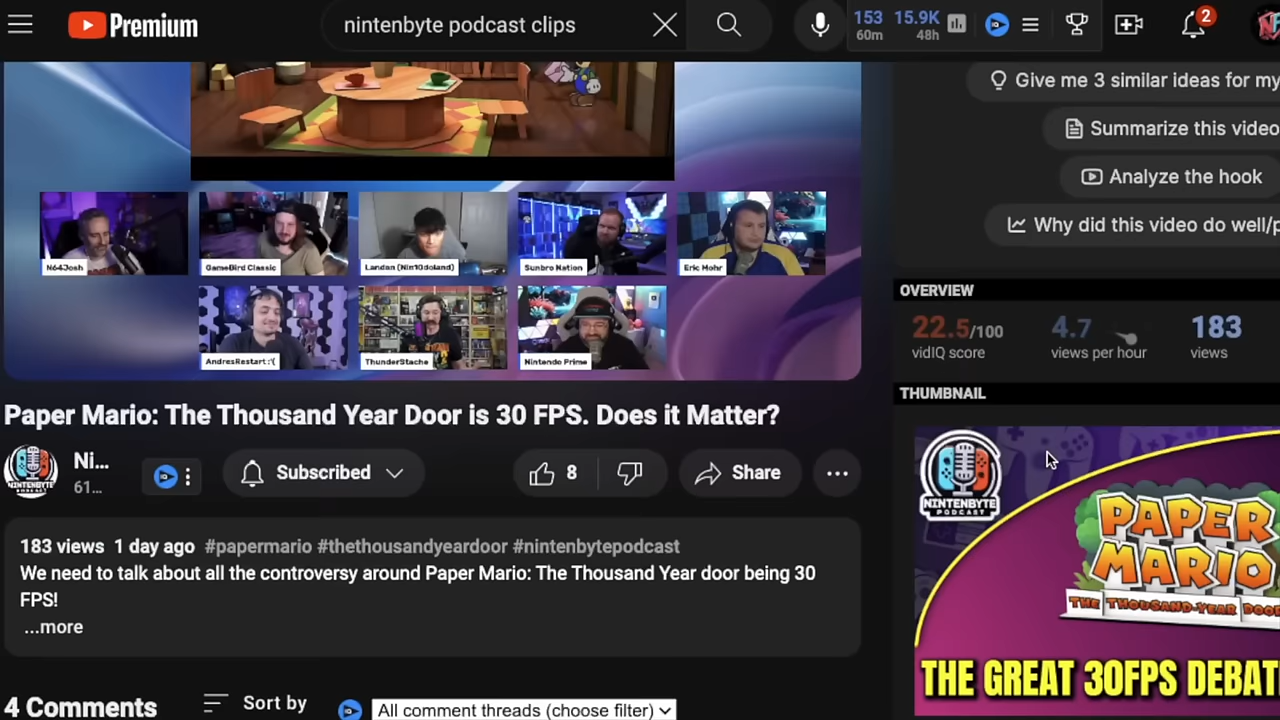 Premium
nintenbyte podcast clips
153
60m
15.9K
48h
2
Give me 3 similar ideas for my
Summarize this video
Analyze the hook
Why did this video do well/p
N64Josh
GameBird Classic
Landon (Nin10doland)
Sunbro Nation
Eric Mohr
AndresRestart :'(
ThunderStache
Nintendo Prime
OVERVIEW
22.5/100
vidIQ score
4.7
views per hour
183
views
THUMBNAIL
NINTENBYTE
PODCAST
PAPER
MARIO
THE THOUSAND-YEAR DOOR
THE GREAT 30FPS DEBAT
Paper Mario: The Thousand Year Door is 30 FPS. Does it Matter?
NINTENBYTE
Ni...
61...
Subscribed
8
Share
183 views 1 day ago #papermario #thethousandyeardoor #nintenbytepodcast
We need to talk about all the controversy around Paper Mario: The Thousand Year door being 30
FPS!
...more
4 Comments
Sort by
All comment threads (choose filter)